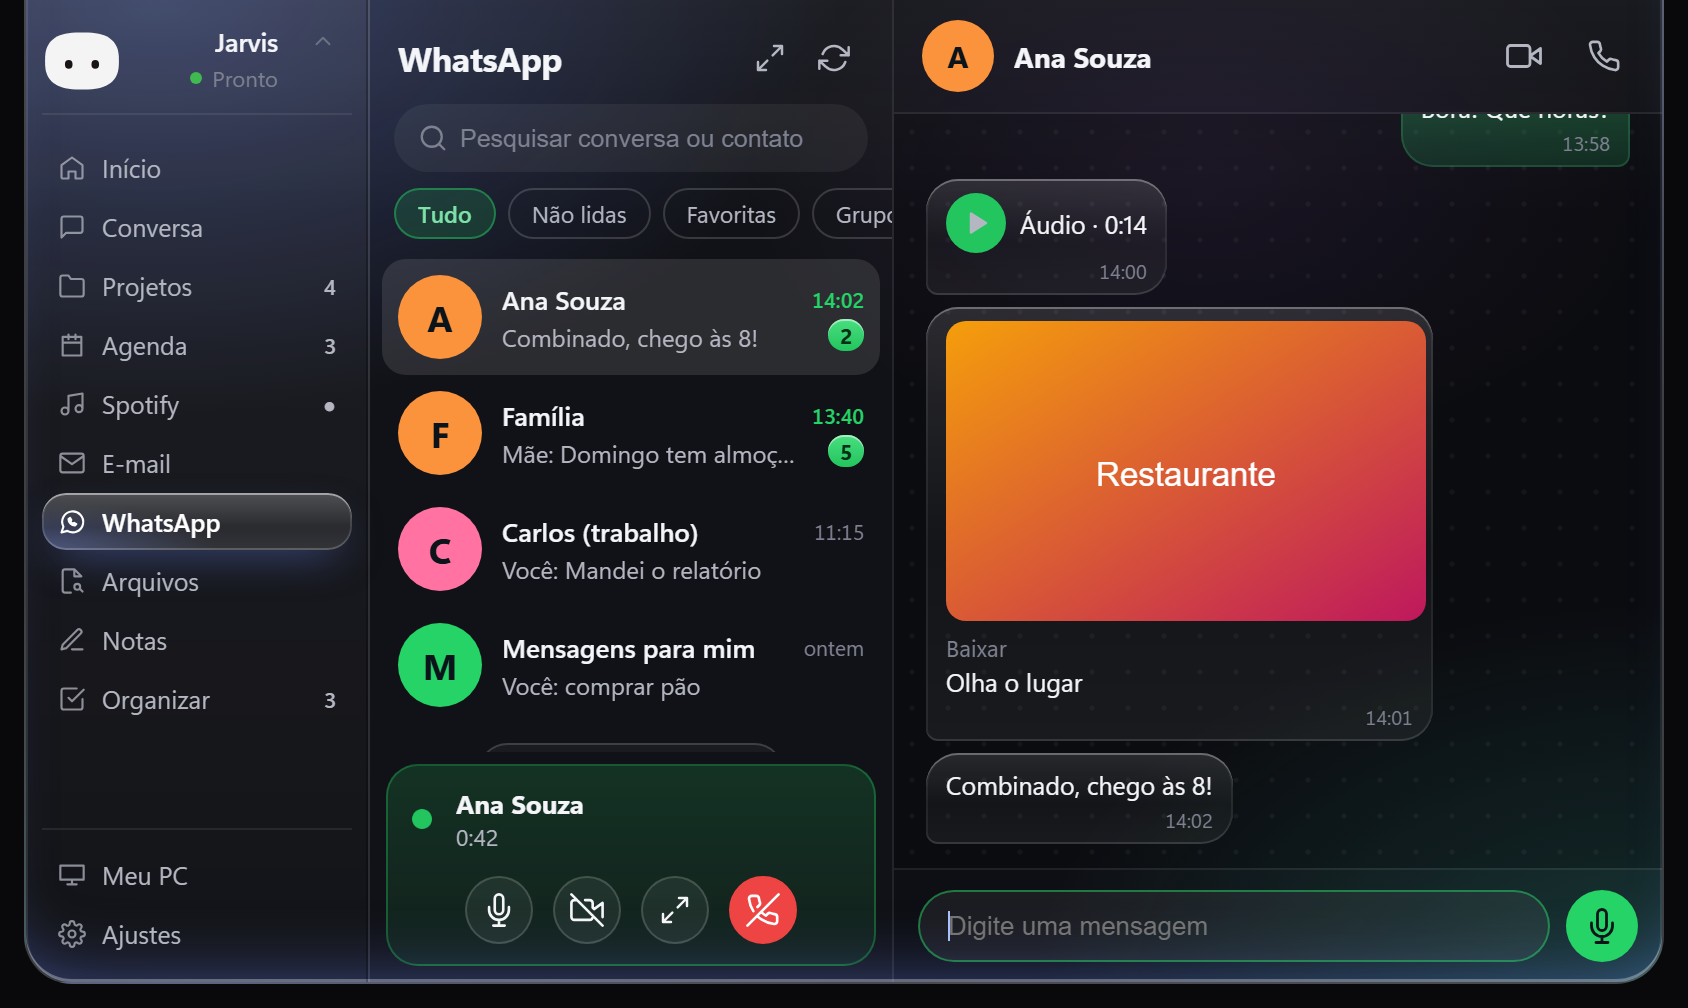 Jarvis
Pronto
Início
Conversa
Projetos 4
Agenda 3
Spotify
E-mail
WhatsApp
Arquivos
Notas
Organizar 3
Meu PC
Ajustes
WhatsApp
Pesquisar conversa ou contato
Tudo Não lidas Favoritas Grupo
A
Ana Souza 14:02
Combinado, chego às 8! 2
F
Família 13:40
Mãe: Domingo tem almoç... 5
C
Carlos (trabalho) 11:15
Você: Mandei o relatório
M
Mensagens para mim ontem
Você: comprar pão
Ana Souza
0:42
A Ana Souza
Bora! Que horas?
13:58
Áudio · 0:14
14:00
Restaurante
Baixar
Olha o lugar
14:01
Combinado, chego às 8!
14:02
Digite uma mensagem